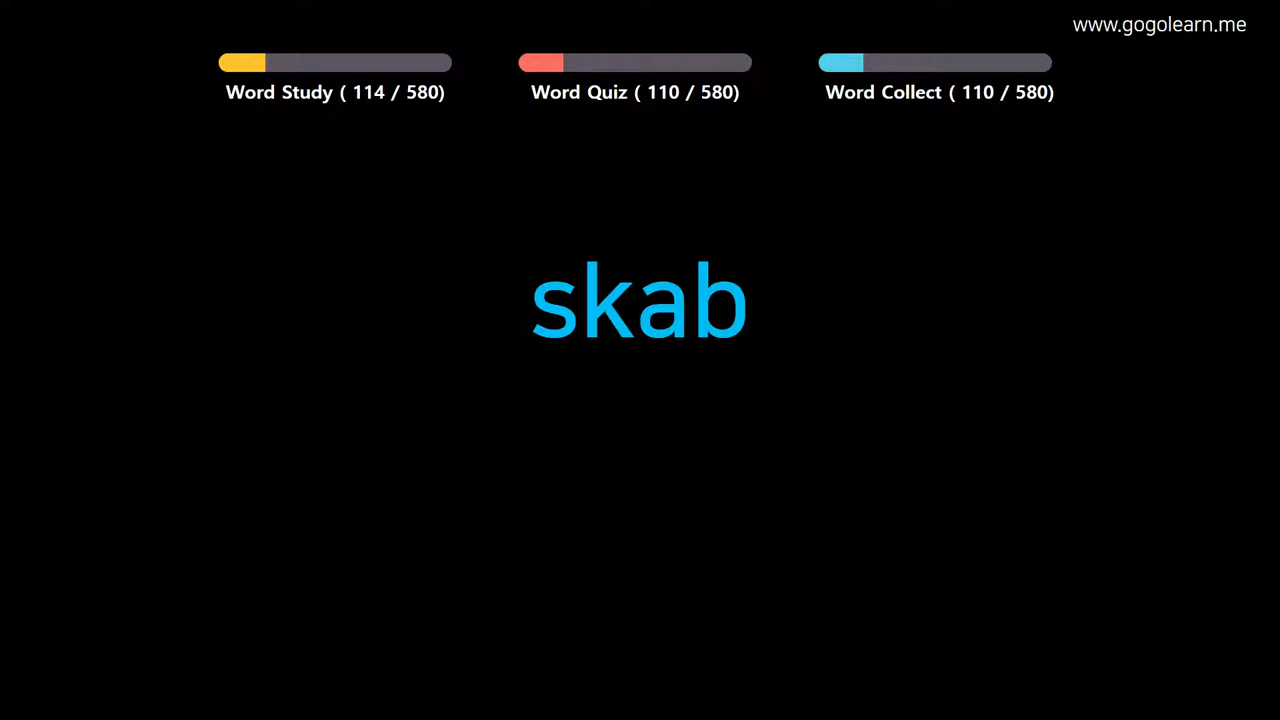 www.gogolearn.me
Word Study ( 114 / 580)
Word Quiz ( 110 / 580)
Word Collect ( 110 / 580)
skab